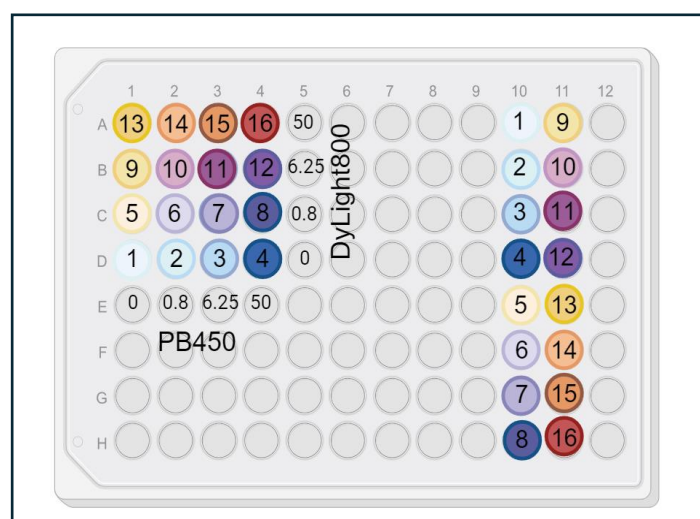 1 2 3 4 5 6 7 8 9 10 11 12
A 13 14 15 16 50 1 9
B 9 10 11 12 6.25 2 10
C 5 6 7 8 0.8 3 11
D 1 2 3 4 0 4 12
DyLight800
E 0 0.8 6.25 50 5 13
PB450
F 6 14
G 7 15
H 8 16